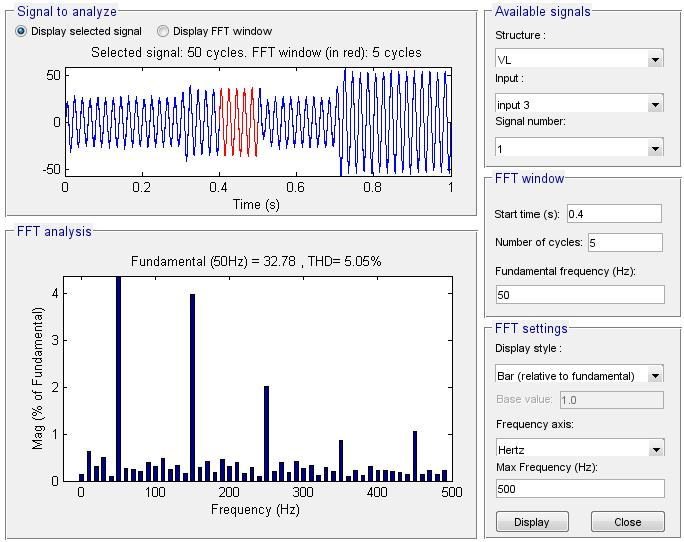 Signal to analyze
Display selected signal Display FFT window
Selected signal: 50 cycles. FFT window (in red): 5 cycles
50
0
-50
0 0.2 0.4 0.6 0.8 1
Time (s)
FFT analysis
Fundamental (50Hz) = 32.78 , THD= 5.05%
Mag (% of Fundamental)
4
3
2
1
0
0 100 200 300 400 500
Frequency (Hz)
Available signals
Structure :
VL
Input :
input 3
Signal number:
1
FFT window
Start time (s): 0.4
Number of cycles: 5
Fundamental frequency (Hz):
50
FFT settings
Display style :
Bar (relative to fundamental)
Base value: 1.0
Frequency axis:
Hertz
Max Frequency (Hz):
500
Display Close